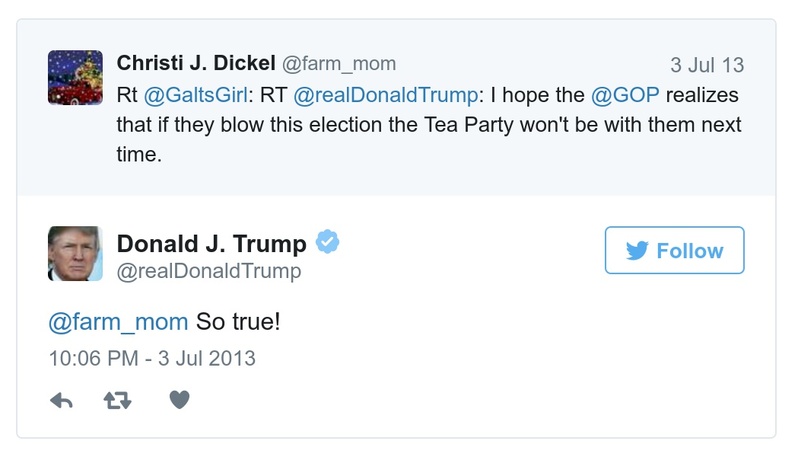 Christi J. Dickel @farm_mom 3 Jul 13
Rt @GaltsGirl: RT @realDonaldTrump: I hope the @GOP realizes
that if they blow this election the Tea Party won't be with them next
time.
Donald J. Trump
@realDonaldTrump
Follow
@farm_mom So true!
10:06 PM - 3 Jul 2013